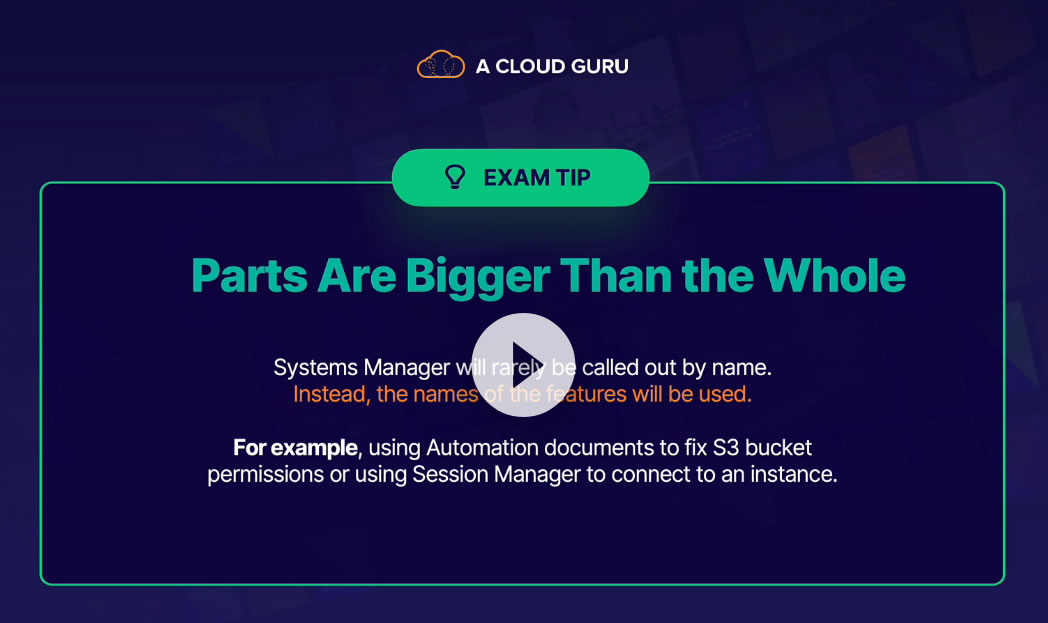 A CLOUD GURU
EXAM TIP
Parts Are Bigger Than the Whole
Systems Manager will rarely be called out by name.
Instead, the names of the features will be used.
For example, using Automation documents to fix S3 bucket
permissions or using Session Manager to connect to an instance.